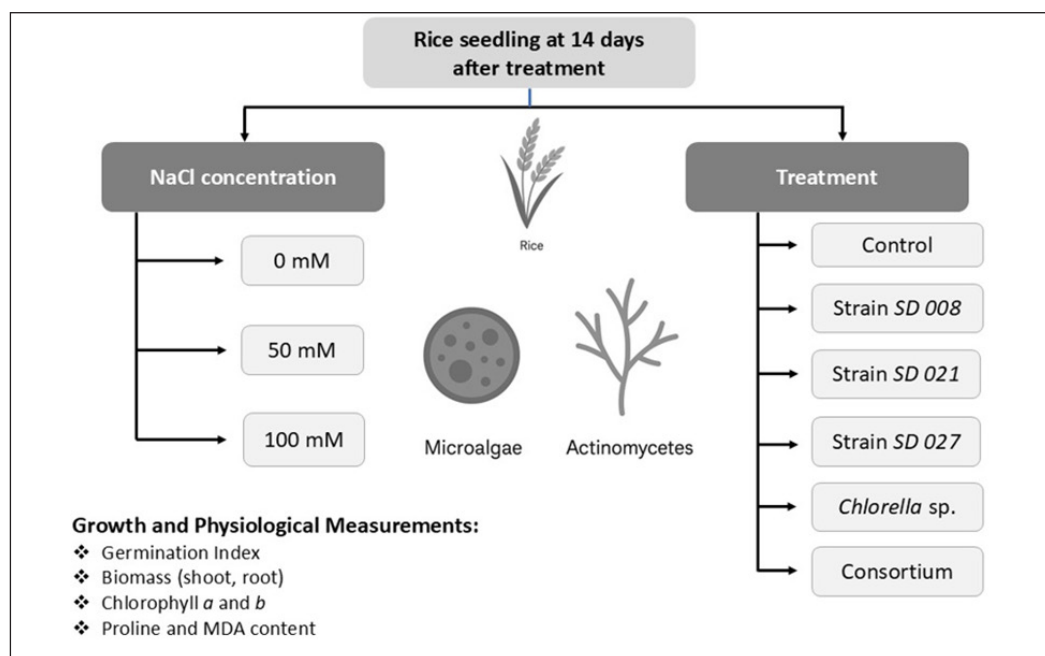 Rice seedling at 14 days
after treatment
NaCl concentration
0 mM
50 mM
100 mM
Rice
Microalgae
Actinomycetes
Treatment
Control
Strain SD 008
Strain SD 021
Strain SD 027
Chlorella sp.
Consortium
Growth and Physiological Measurements:
❖ Germination Index
❖ Biomass (shoot, root)
❖ Chlorophyll a and b
❖ Proline and MDA content